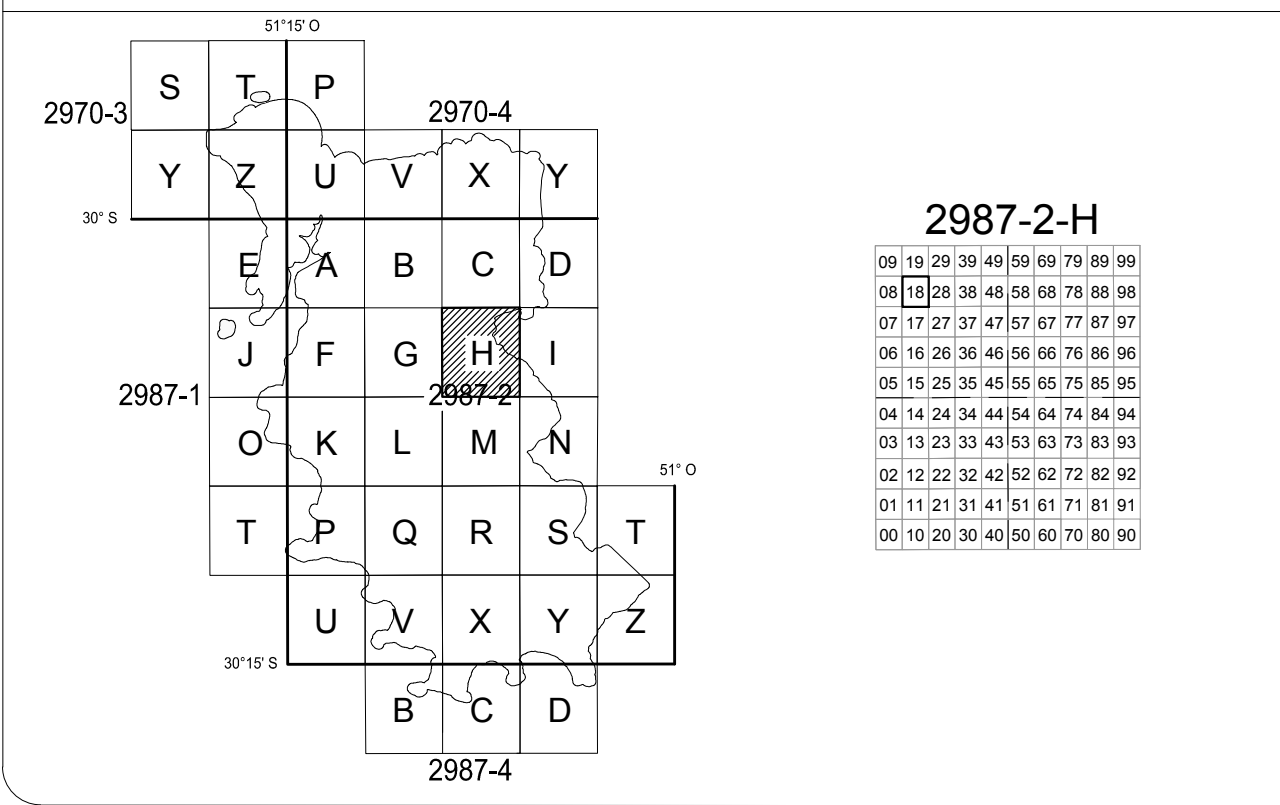 51°15' O
S T P
2970-3 2970-4
Y Z U V X Y
30° S
E A B C D
J F G H I
2987-1 2987-2
O K L M N
51° O
T P Q R S T
U V X Y Z
30°15' S
B C D
2987-4
2987-2-H
09 19 29 39 49 59 69 79 89 99
08 18 28 38 48 58 68 78 88 98
07 17 27 37 47 57 67 77 87 97
06 16 26 36 46 56 66 76 86 96
05 15 25 35 45 55 65 75 85 95
04 14 24 34 44 54 64 74 84 94
03 13 23 33 43 53 63 73 83 93
02 12 22 32 42 52 62 72 82 92
01 11 21 31 41 51 61 71 81 91
00 10 20 30 40 50 60 70 80 90